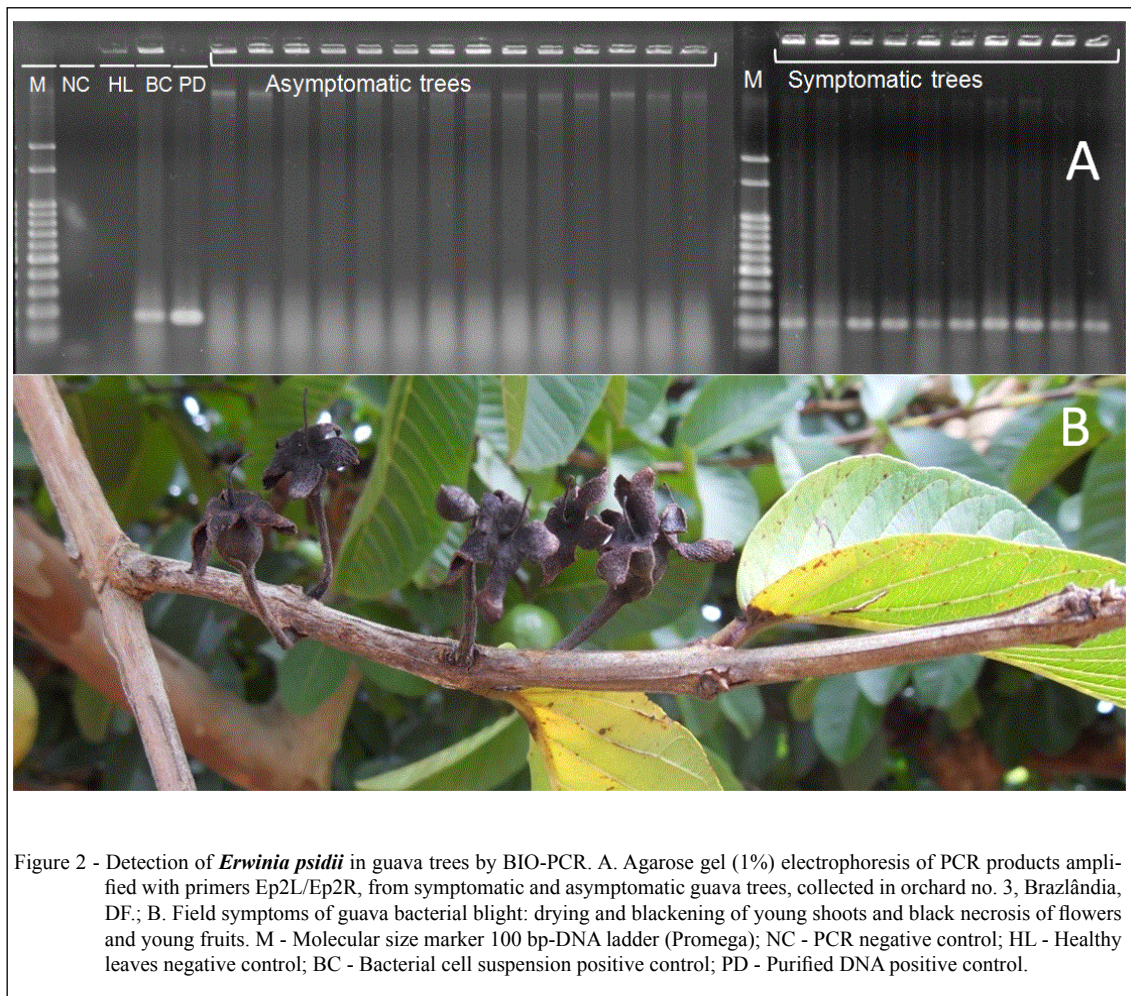 M NC HL BC PD Asymptomatic trees M Symptomatic trees
A
B
Figure 2 - Detection of Erwinia psidii in guava trees by BIO-PCR. A. Agarose gel (1%) electrophoresis of PCR products ampli-
fied with primers Ep2L/Ep2R, from symptomatic and asymptomatic guava trees, collected in orchard no. 3, Brazlândia,
DF.; B. Field symptoms of guava bacterial blight: drying and blackening of young shoots and black necrosis of flowers
and young fruits. M - Molecular size marker 100 bp-DNA ladder (Promega); NC - PCR negative control; HL - Healthy
leaves negative control; BC - Bacterial cell suspension positive control; PD - Purified DNA positive control.